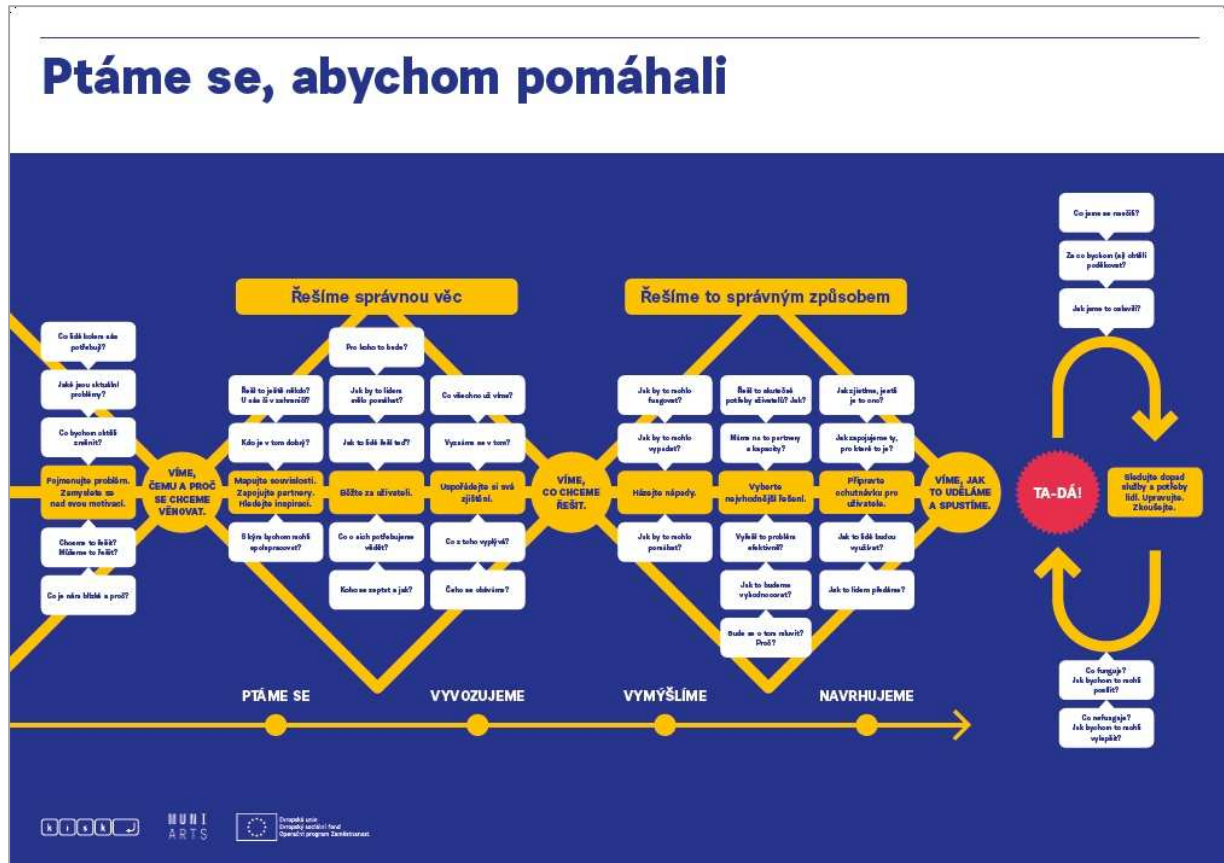 Ptáme se, abychom pomáhali
Co lidé kolem nás
potřebují?
Jaké jsou aktuální
problémy?
Co bychom chtěli
změnit?
Pojmenujte problém.
Zamyslete se
nad svou motivací.
Chceme to řešit?
Můžeme to řešit?
Co je nám blízké a proč?
VÍME,
ČEMU A PROČ
SE CHCEME
VĚNOVAT.
Řešíme správnou věc
Řešil to ještě někdo?
U nás či v zahraničí?
Kdo je v tom dobrý?
Mapujte souvislosti.
Zapojujte partnery.
Hledejte inspiraci.
S kým bychom mohli
spolupracovat?
Pro koho to bude?
Jak by to lidem
mělo pomáhat?
Jak to lidé řeší teď?
Běžte za uživateli.
Co o nich potřebujeme
vědět?
Koho se zeptat a jak?
Co všechno už víme?
Vyznáme se v tom?
Uspořádejte si svá
zjištění.
Co z toho vyplývá?
Čeho se obáváme?
VÍME,
CO CHCEME
ŘEŠIT.
Řešíme to správným způsobem
Jak by to mohlo
fungovat?
Jak by to mohlo
vypadat?
Házejte nápady.
Jak by to mohlo
pomáhat?
Řeší to skutečné
potřeby uživatelů? Jak?
Máme na to partnery
a kapacity?
Vyberte
nejvhodnější řešení.
Vyřeší to problém
efektivně?
Jak to budeme
vyhodnocovat?
Bude se o tom mluvit?
Proč?
Jak zjistíme, jestli
je to ono?
Jak zapojujeme ty,
pro které to je?
Připravte
ochutnávku pro
uživatele.
Jak to lidé budou
využívat?
Jak to lidem předáme?
VÍME, JAK
TO UDĚLÁME
A SPUSTÍME.
Co jsme se naučili?
Za co bychom (si) chtěli
poděkovat?
Jak jsme to oslavili?
TA-DÁ!
Sledujte dopad
služby a potřeby
lidí. Upravujte.
Zkoušejte.
Co funguje?
Jak bychom to mohli
posílit?
Co nefunguje?
Jak bychom to mohli
vylepšit?
PTÁME SE
VYVOZUJEME
VYMÝŠLÍME
NAVRHUJEME
kisk
MUNI
ARTS
Evropská unie
Evropský sociální fond
Operační program Zaměstnanost